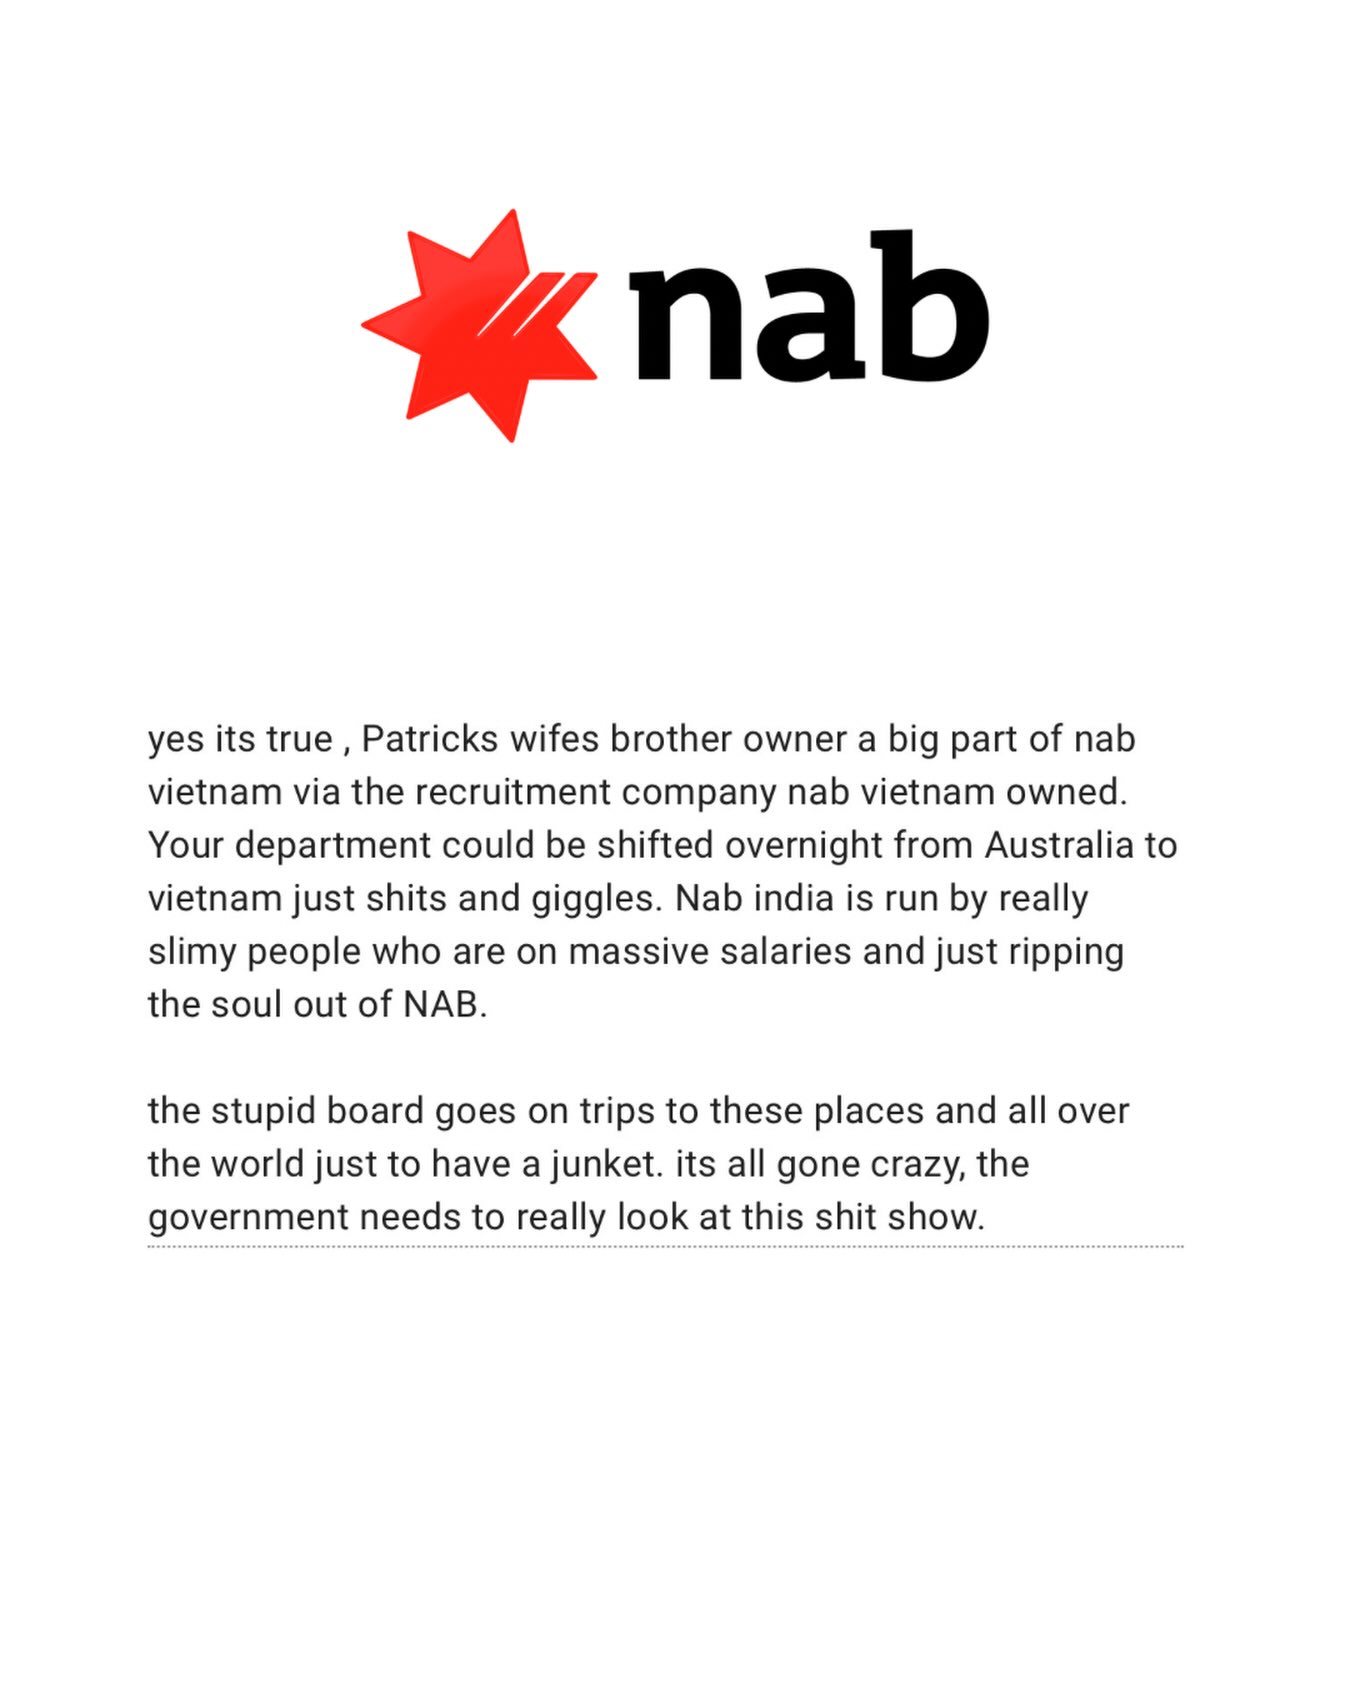 nab
yes its true , Patricks wifes brother owner a big part of nab
vietnam via the recruitment company nab vietnam owned.
Your department could be shifted overnight from Australia to
vietnam just shits and giggles. Nab india is run by really
slimy people who are on massive salaries and just ripping
the soul out of NAB.
the stupid board goes on trips to these places and all over
the world just to have a junket. its all gone crazy, the
government needs to really look at this shit show.